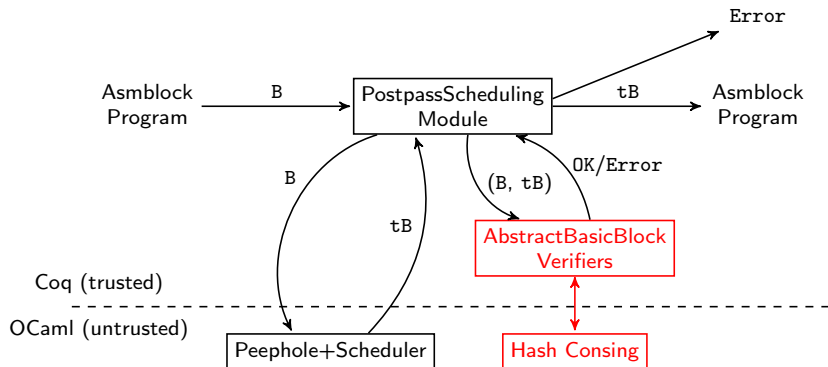 Error
Asmblock
Program
B
PostpassScheduling
Module
tB
Asmblock
Program
B
(B, tB)
OK/Error
tB
AbstractBasicBlock
Verifiers
Coq (trusted)
OCaml (untrusted)
Peephole+Scheduler
Hash Consing